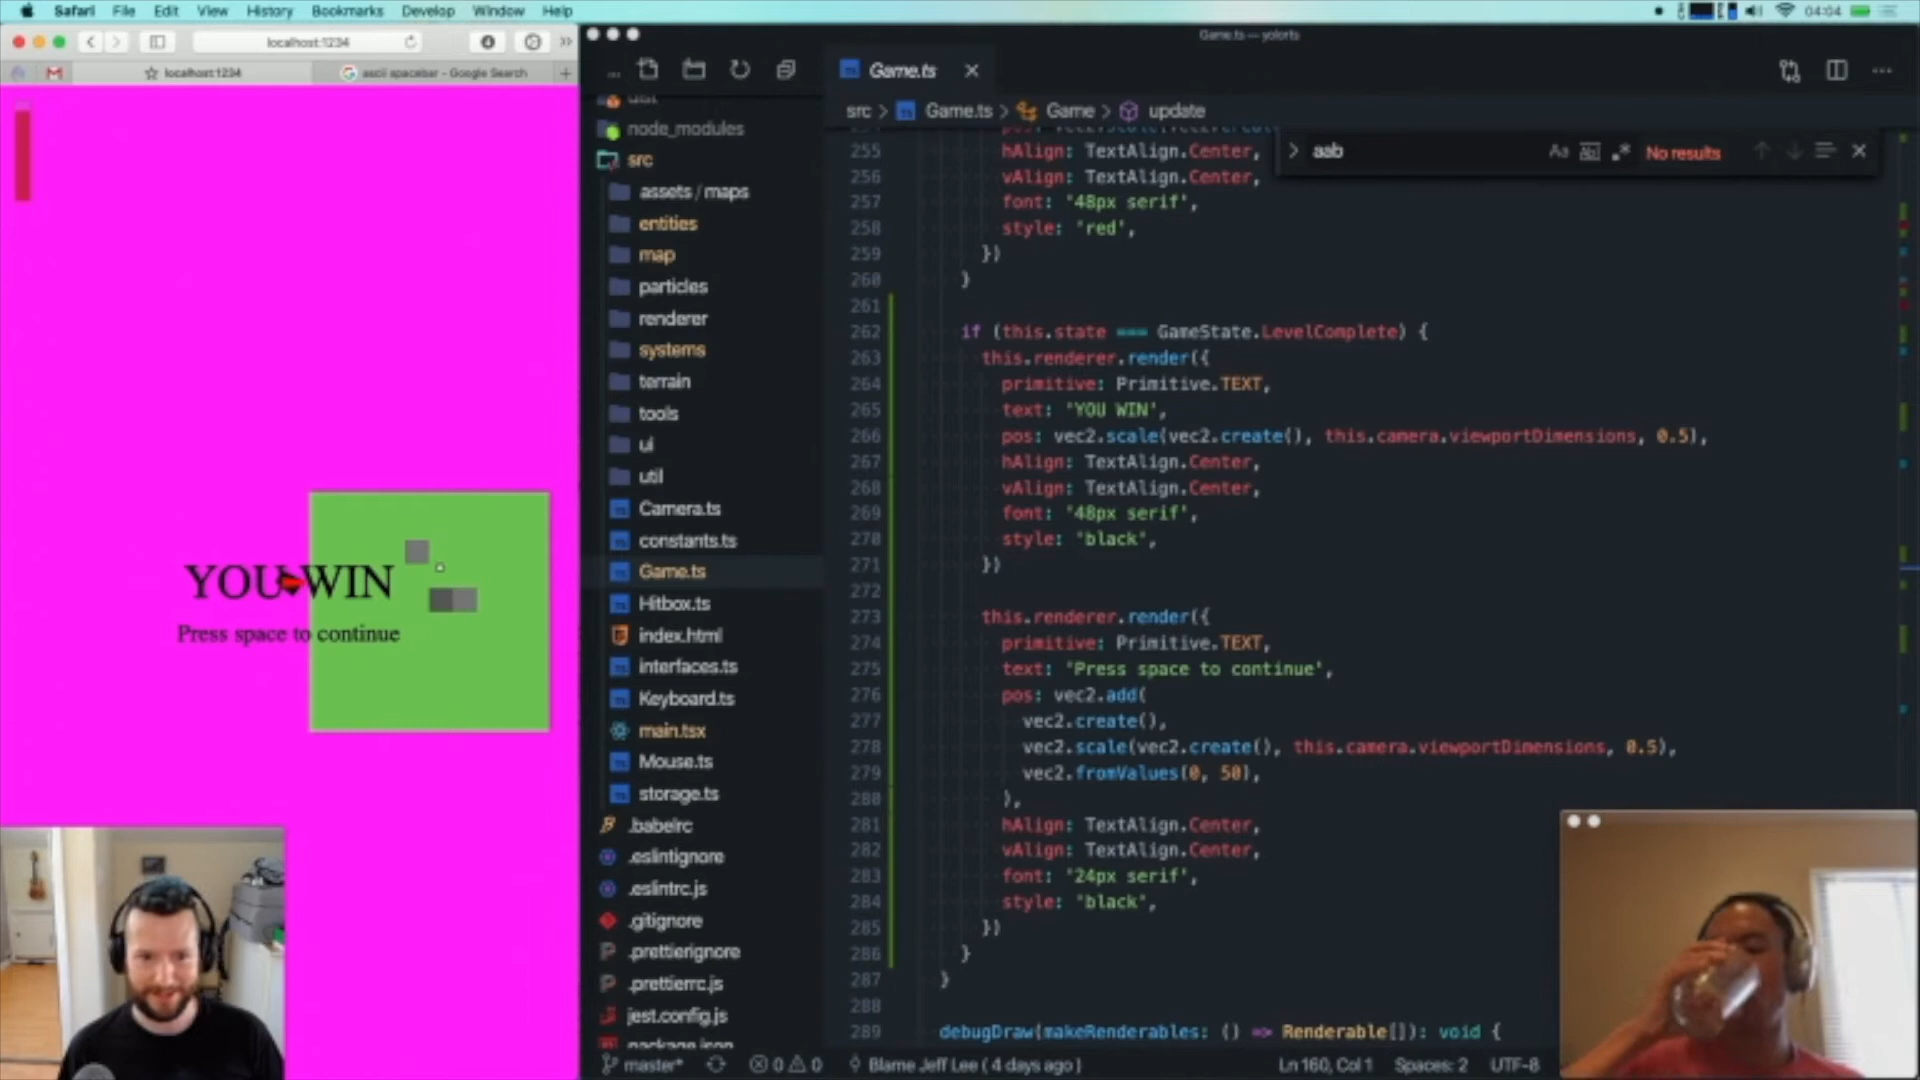 Safari File Edit View History Bookmarks Develop Window Help
04:04
localhost:1234
localhost:1234
ascii spacebar - Google Search
YOU WIN
Press space to continue
Game.ts — yolorts
node_modules
src
assets / maps
entities
map
particles
renderer
systems
terrain
tools
ui
util
Camera.ts
constants.ts
Game.ts
Hitbox.ts
index.html
interfaces.ts
Keyboard.ts
main.tsx
Mouse.ts
storage.ts
.babelrc
.eslintignore
.eslintrc.js
.gitignore
.prettierignore
.prettierrc.js
jest.config.js
package.json
Game.ts
src > Game.ts > Game > update
aab
No results
255 hAlign: TextAlign.Center,
256 vAlign: TextAlign.Center,
257 font: '48px serif',
258 style: 'red',
259 })
260 }
261
262 if (this.state === GameState.LevelComplete) {
263 this.renderer.render({
264 primitive: Primitive.TEXT,
265 text: 'YOU WIN',
266 pos: vec2.scale(vec2.create(), this.camera.viewportDimensions, 0.5),
267 hAlign: TextAlign.Center,
268 vAlign: TextAlign.Center,
269 font: '48px serif',
270 style: 'black',
271 })
272
273 this.renderer.render({
274 primitive: Primitive.TEXT,
275 text: 'Press space to continue',
276 pos: vec2.add(
277 vec2.create(),
278 vec2.scale(vec2.create(), this.camera.viewportDimensions, 0.5),
279 vec2.fromValues(0, 50),
280 ),
281 hAlign: TextAlign.Center,
282 vAlign: TextAlign.Center,
283 font: '24px serif',
284 style: 'black',
285 })
286 }
287 }
288
289 debugDraw(makeRenderables: () => Renderable[]): void {
master* 0 0 Blame Jeff Lee ( 4 days ago ) Ln 160, Col 1 Spaces: 2 UTF-8